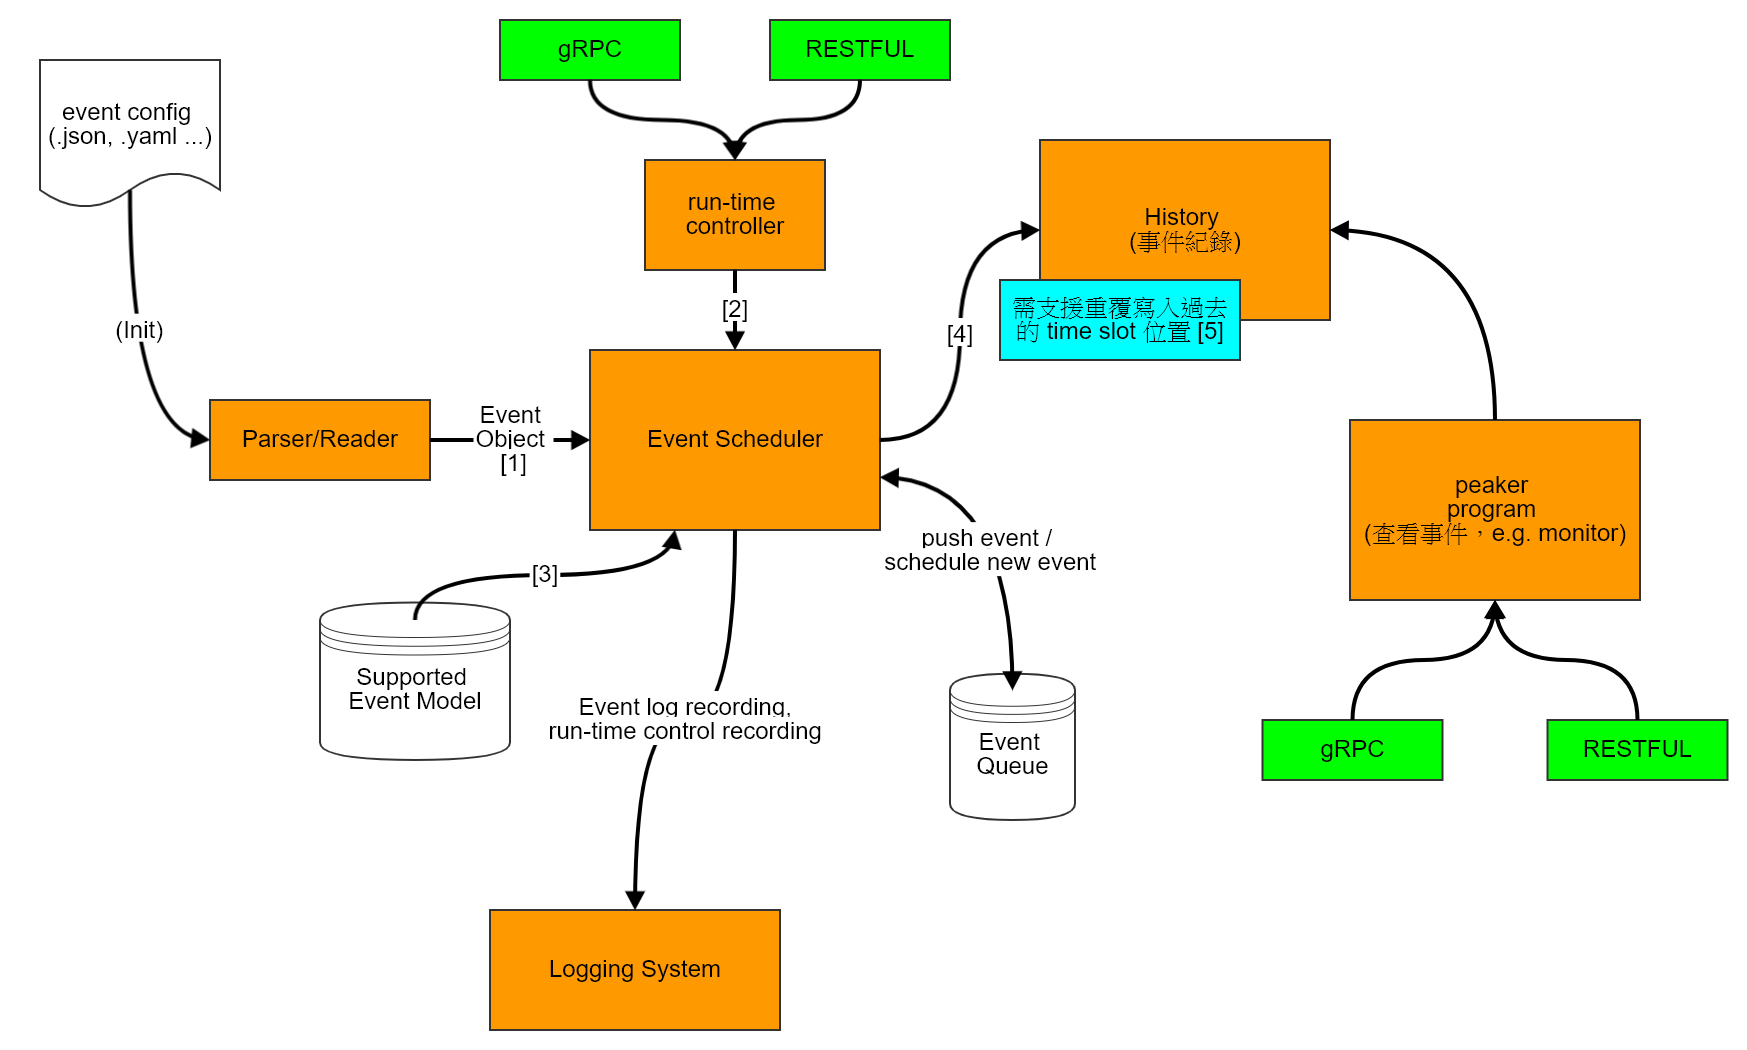 gRPC
RESTFUL
event config
(.json, .yaml ...)
run-time
controller
History
(事件紀錄)
[2]
需支援重覆寫入過去
的 time slot 位置 [5]
(Init)
[4]
Event
Object
[1]
Parser/Reader
Event Scheduler
peaker
program
(查看事件，e.g. monitor)
push event /
schedule new event
[3]
Supported
Event Model
Event log recording,
run-time control recording
Event
Queue
gRPC
RESTFUL
Logging System